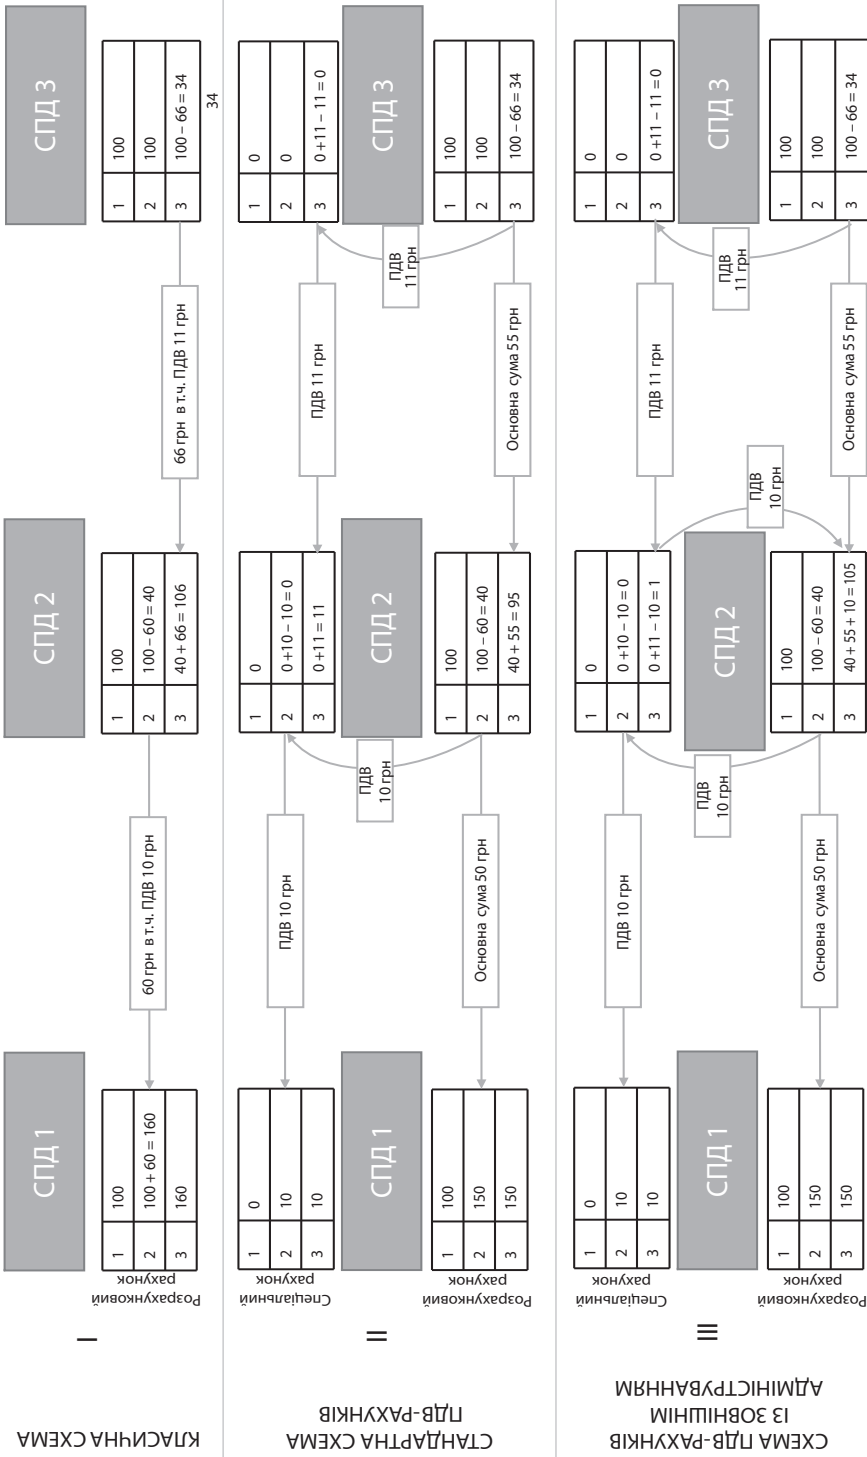 КЛАСИЧНА СХЕМА
I
Розрахунковий
рахунок
СПД 1
1 100
2 100 + 60 = 160
3 160
60 грн в т.ч. ПДВ 10 грн
СПД 2
1 100
2 100 – 60 = 40
3 40 + 66 = 106
66 грн в т.ч. ПДВ 11 грн
СПД 3
1 100
2 100
3 100 – 66 = 34
34
СТАНДАРТНА СХЕМА
ПДВ-РАХУНКІВ
II
Спеціальний
рахунок
1 0
2 10
3 10
СПД 1
Розрахунковий
рахунок
1 100
2 150
3 150
ПДВ 10 грн
Основна сума 50 грн
ПДВ
10 грн
1 0
2 0 +10 – 10 = 0
3 0 +11 = 11
СПД 2
1 100
2 100 – 60 = 40
3 40 + 55 = 95
ПДВ 11 грн
Основна сума 55 грн
ПДВ
11 грн
1 0
2 0
3 0 +11 – 11 = 0
СПД 3
1 100
2 100
3 100 – 66 = 34
СХЕМА ПДВ-РАХУНКІВ
ІЗ ЗОВНІШНІМ
АДМІНІСТРУВАННЯМ
III
Спеціальний
рахунок
1 0
2 10
3 10
СПД 1
Розрахунковий
рахунок
1 100
2 150
3 150
ПДВ 10 грн
Основна сума 50 грн
ПДВ
10 грн
1 0
2 0 +10 – 10 = 0
3 0 +11 – 10 = 1
СПД 2
1 100
2 100 – 60 = 40
3 40 + 55 + 10 = 105
ПДВ
10 грн
ПДВ 11 грн
Основна сума 55 грн
ПДВ
11 грн
1 0
2 0
3 0 +11 – 11 = 0
СПД 3
1 100
2 100
3 100 – 66 = 34